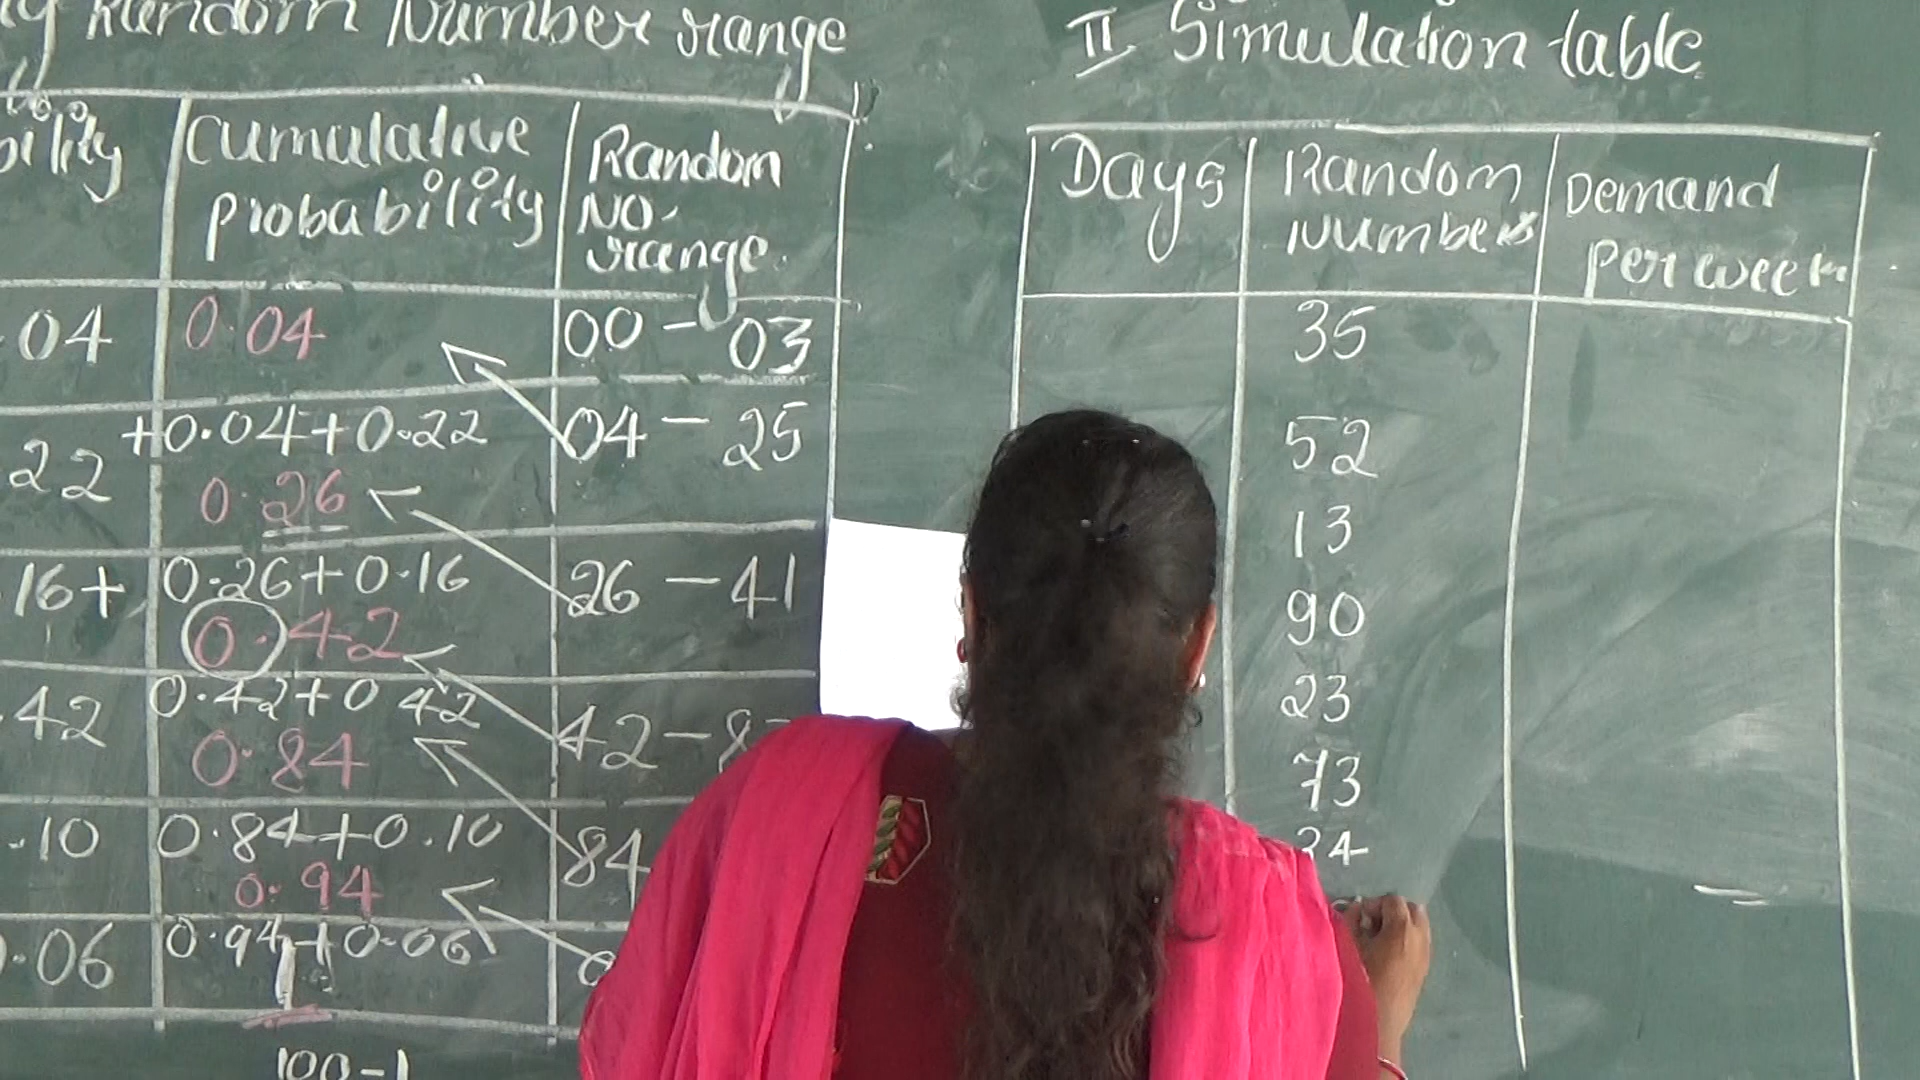 Random Number range
bility
cumulative
probability
Random
NO.
range.
.04 0.04 00 - 03
+0.04+0.22 04 - 25
22 0.26
.16+ 0.26+0.16 26 - 41
0.42
.42 0.42+0 42 42 - 8
0.84
.10 0.84+0.10 84
0.94
0.06 0.94+0.06
1
100-1
II Simulation table
Days
Random
Numbers
Demand
per week
35
52
13
90
23
73
34